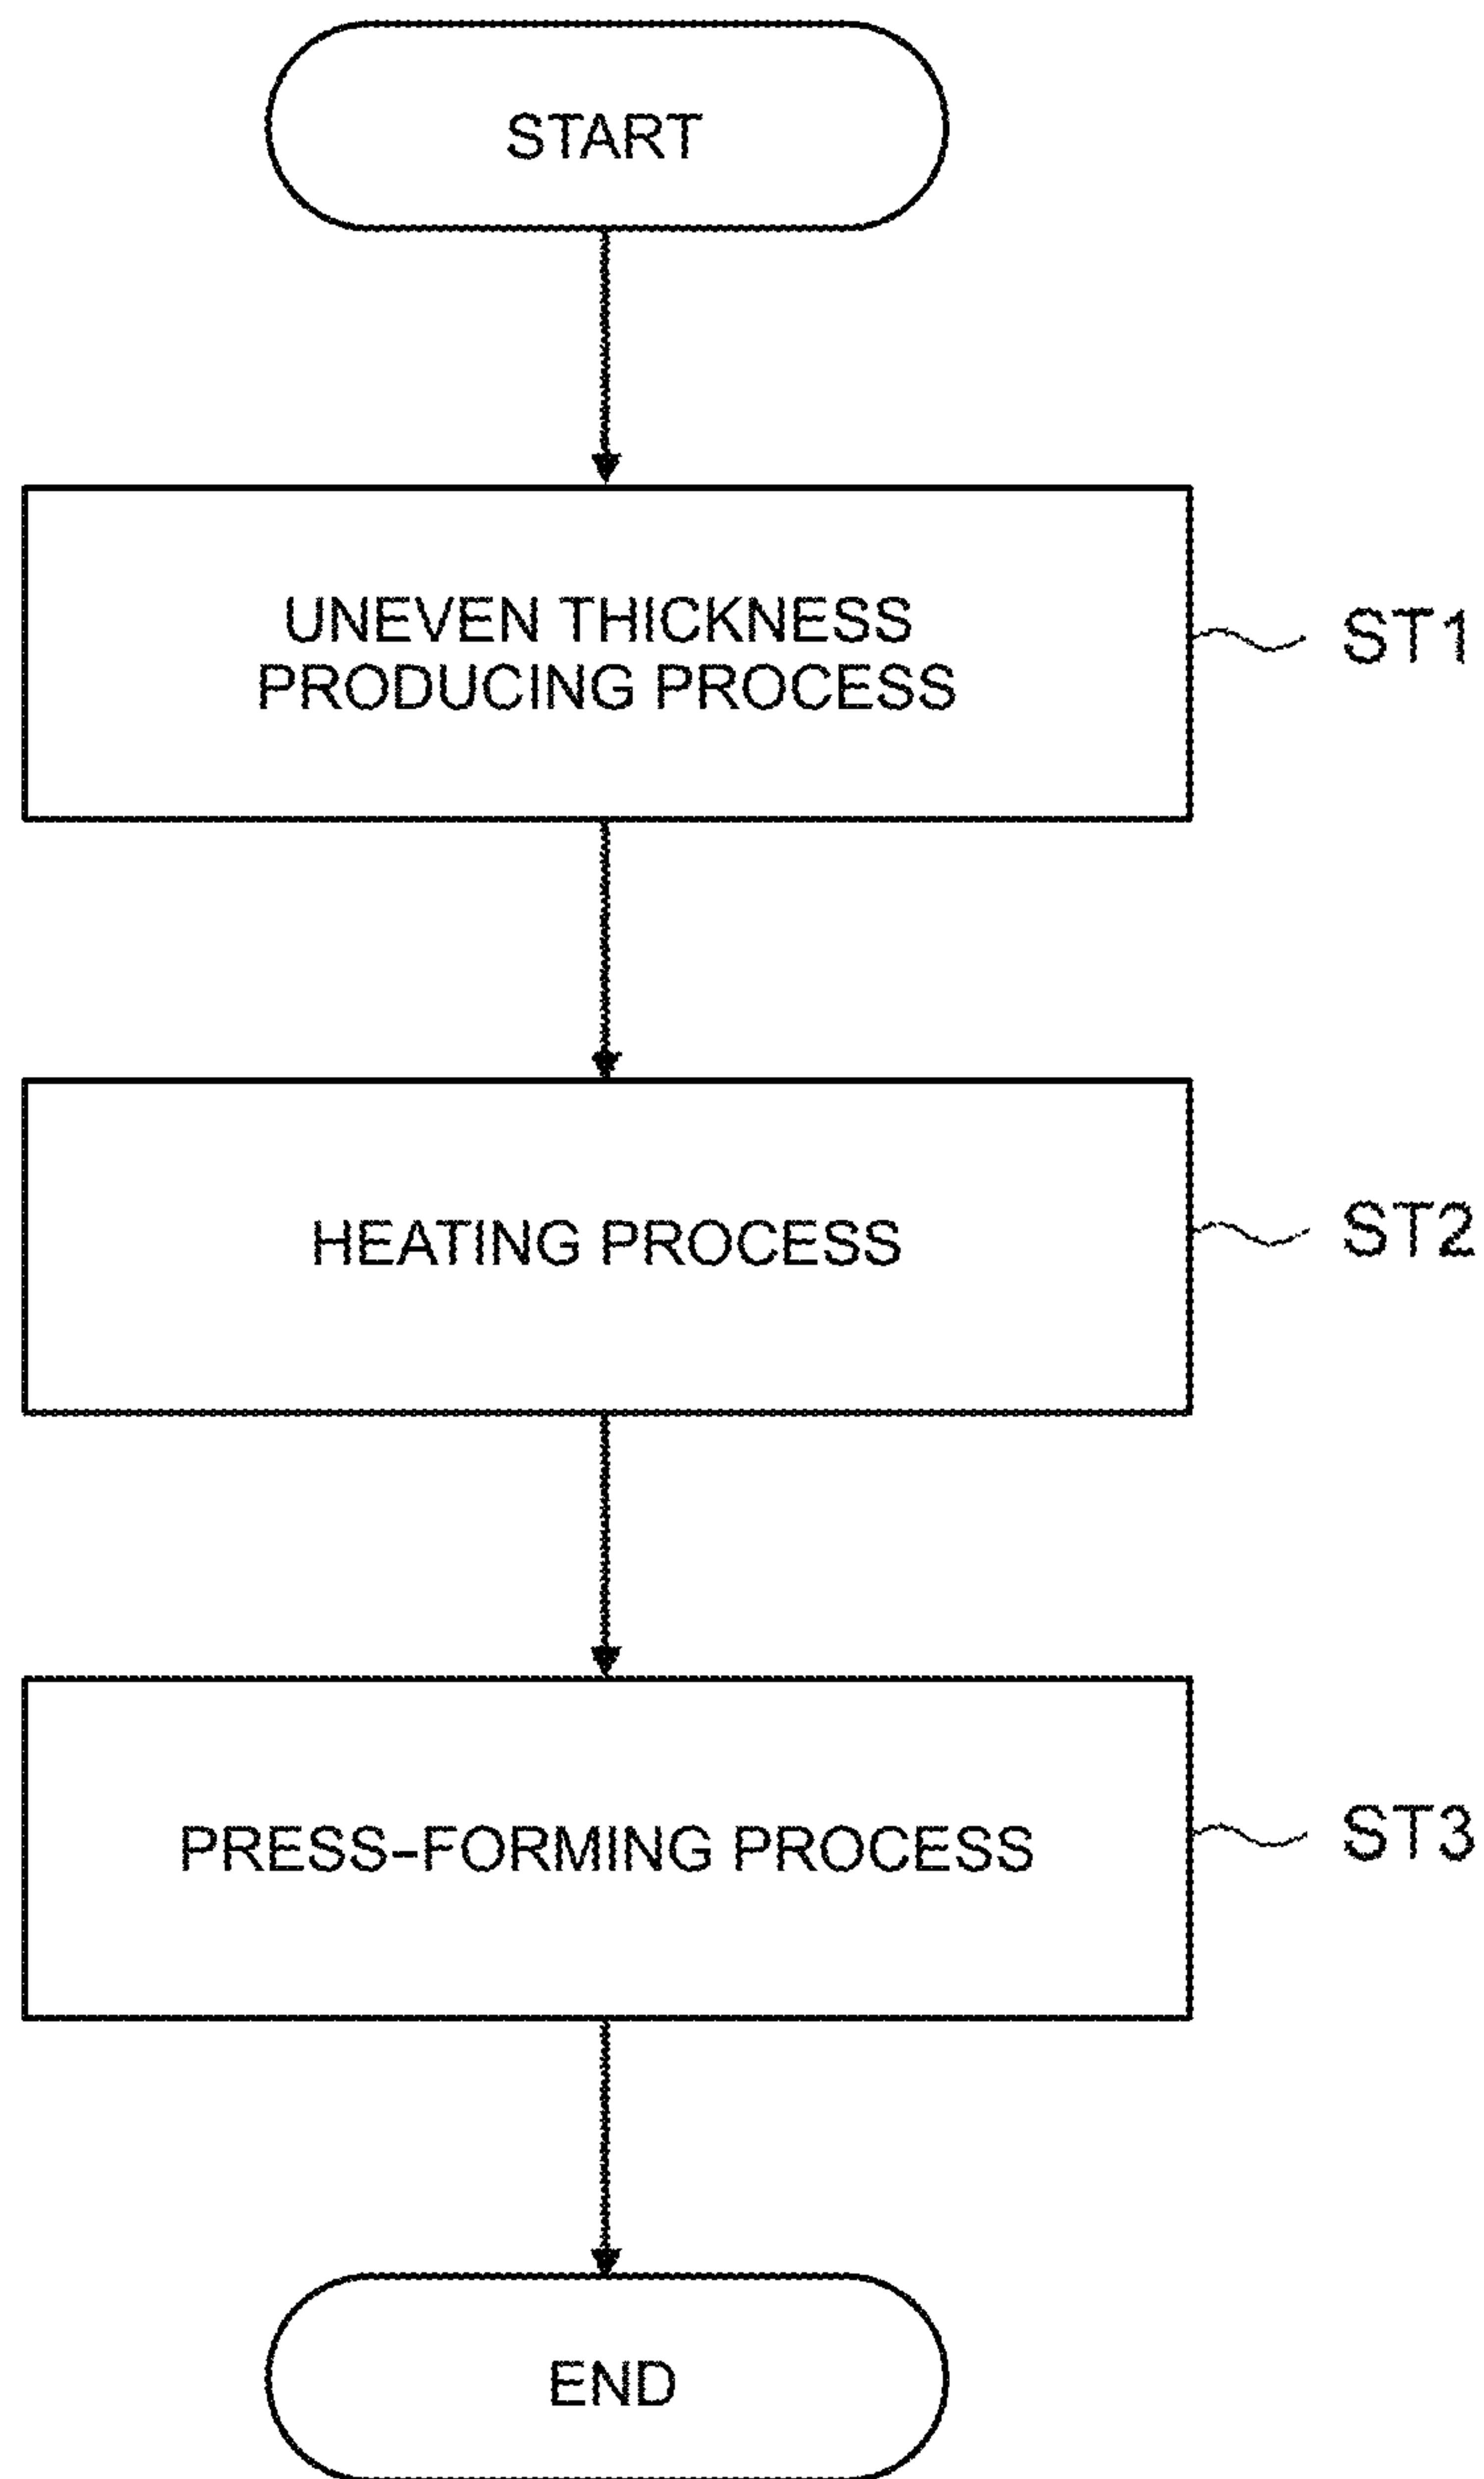 START
UNEVEN THICKNESS
PRODUCING PROCESS
ST1
HEATING PROCESS
ST2
PRESS-FORMING PROCESS
ST3
END